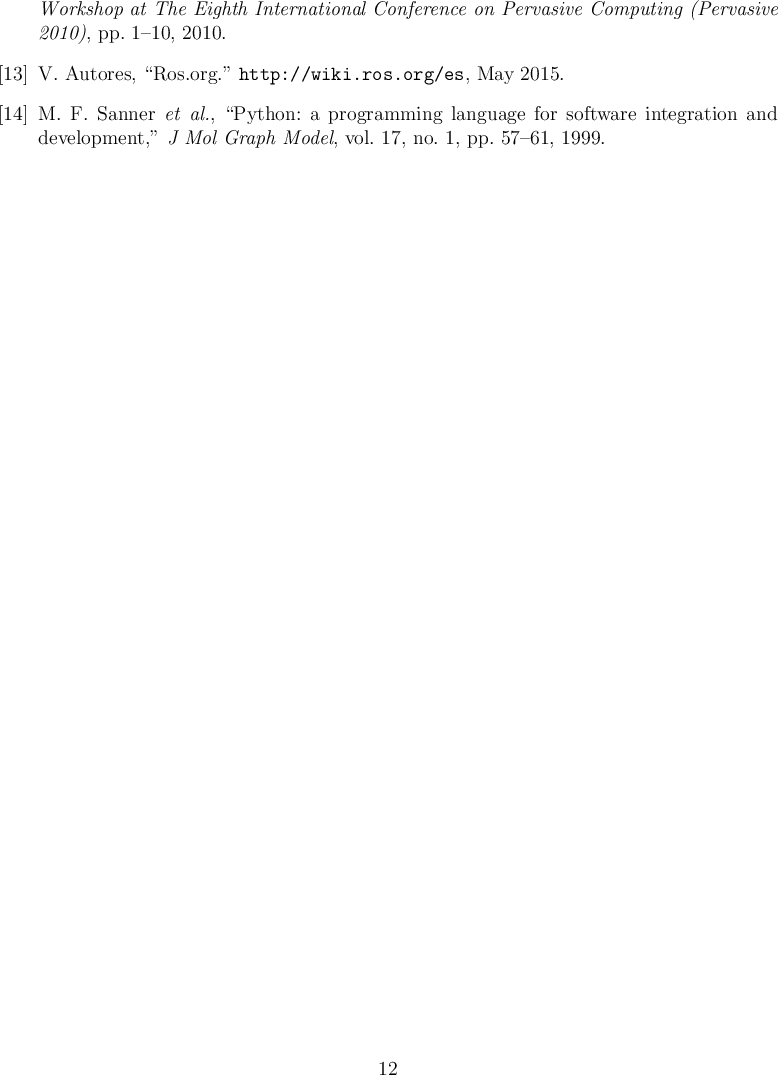 Workshop at The Eighth International Conference on Pervasive Computing (Pervasive
2010), pp. 1–10, 2010.
[13] V. Autores, “Ros.org.” http://wiki.ros.org/es, May 2015.
[14] M. F. Sanner et al., “Python: a programming language for software integration and
development,” J Mol Graph Model, vol. 17, no. 1, pp. 57–61, 1999.
12